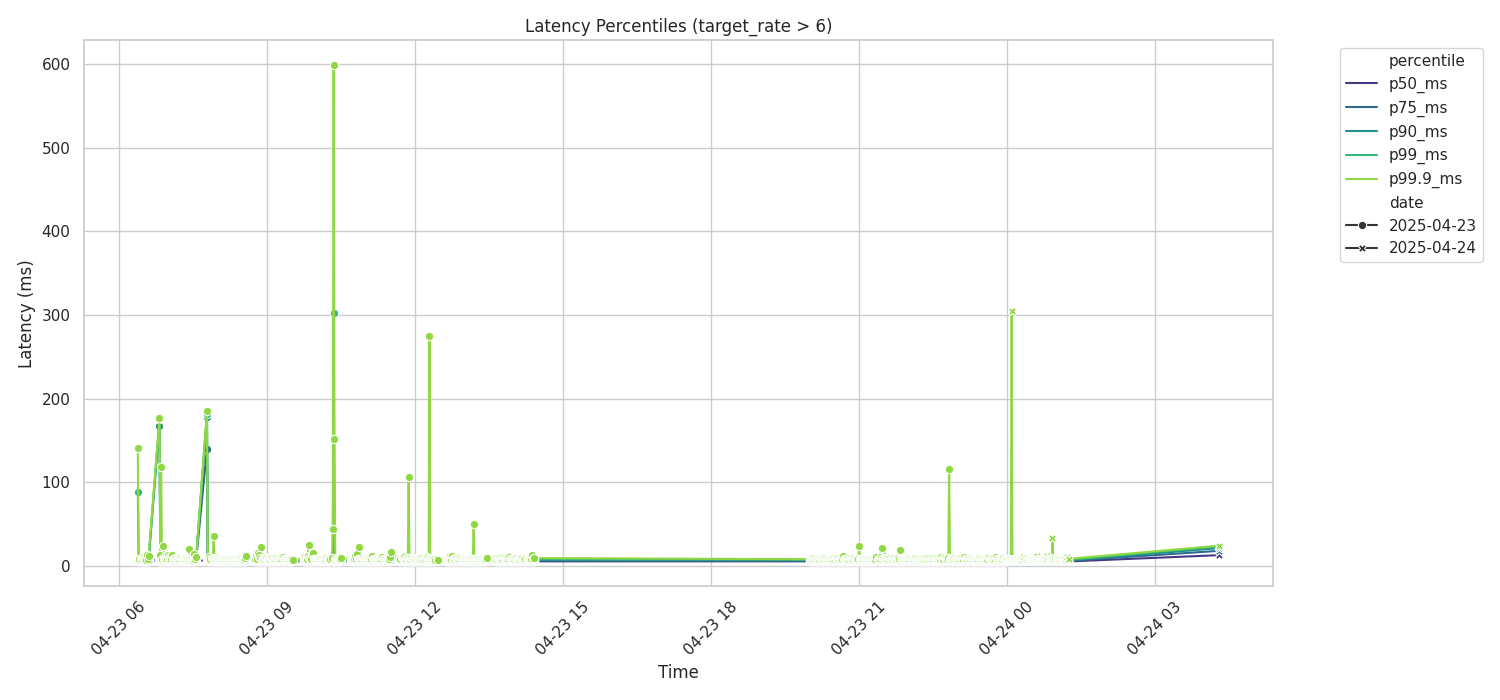 Latency Percentiles (target_rate > 6)
Latency (ms)
600
500
400
300
200
100
0
04-23 06
04-23 09
04-23 12
04-23 15
04-23 18
04-23 21
04-24 00
04-24 03
Time
percentile
p50_ms
p75_ms
p90_ms
p99_ms
p99.9_ms
date
2025-04-23
2025-04-24